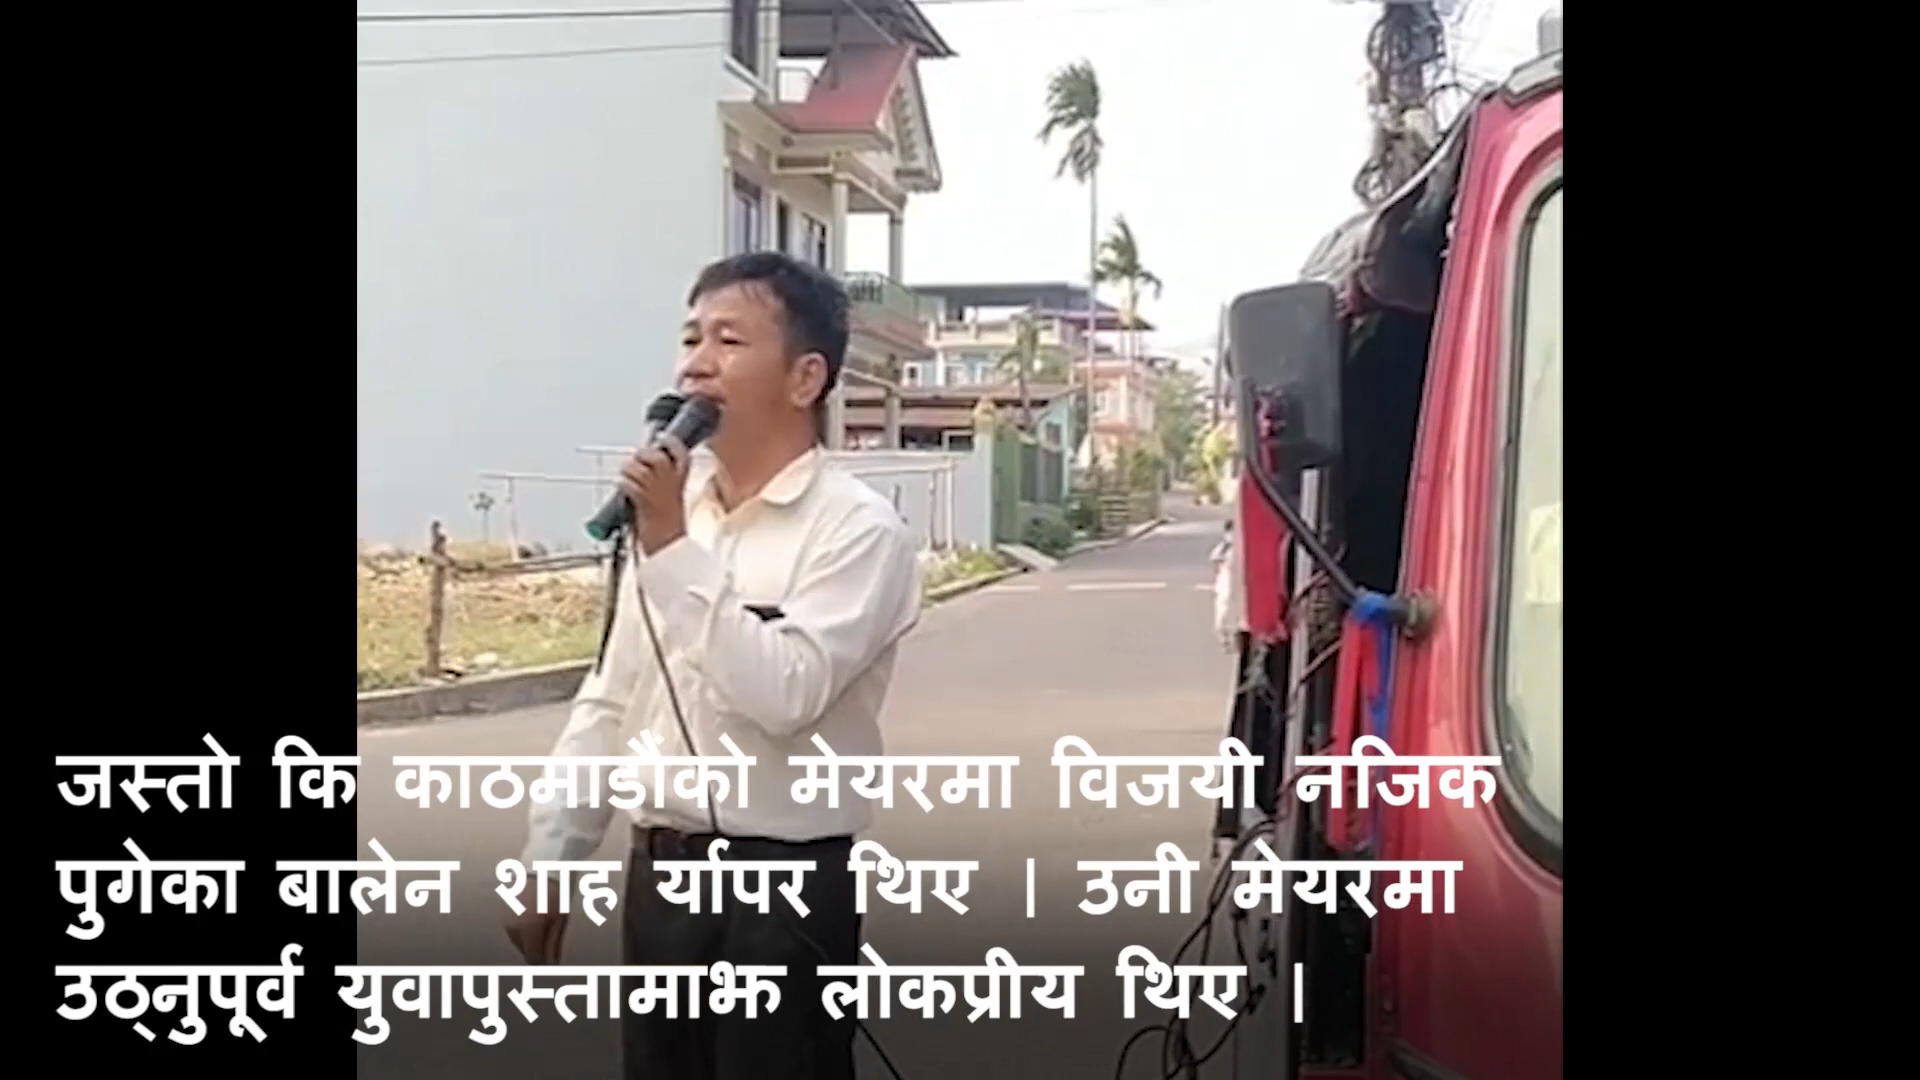 जस्तो कि काठमाडौंको मेयरमा विजयी नजिक
पुगेका बालेन शाह र्यापर थिए । उनी मेयरमा
उठ्नुपूर्व युवापुस्तामाझ लोकप्रीय थिए ।